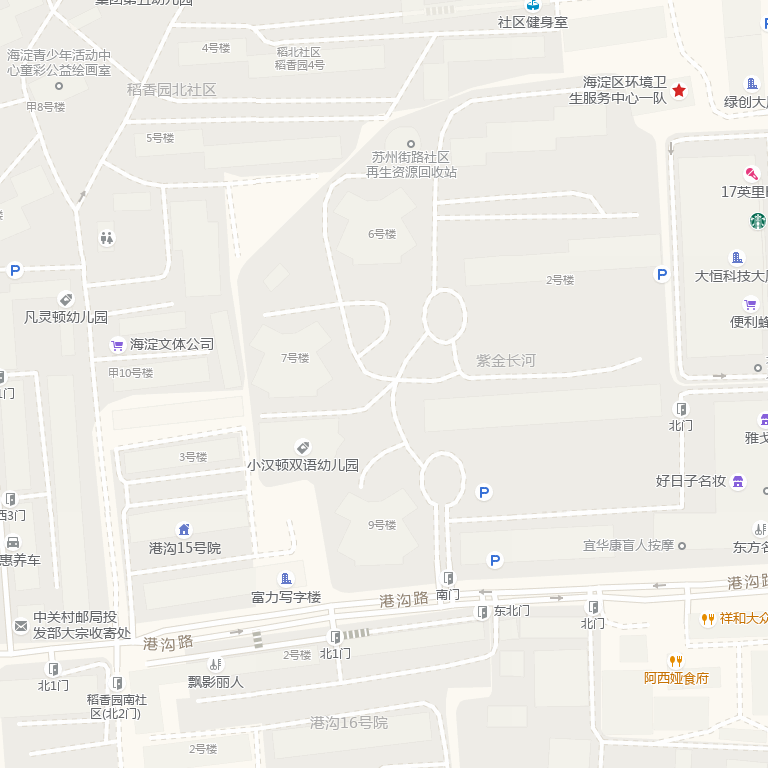 集团第五幼儿园
社区健身室
4号楼
稻北社区
稻香园4号
海淀青少年活动中
心童彩公益绘画室
稻香园北社区
甲8号楼
海淀区环境卫
生服务中心一队
绿创大
5号楼
苏州街路社区
再生资源回收站
17英里
6号楼
P
P
2号楼
大恒科技大
凡灵顿幼儿园
便利蜂
海淀文体公司
7号楼
紫金长河
甲10号楼
1门
北门
雅戈
3号楼
小汉顿双语幼儿园
好日子名妆
P
西3门
9号楼
港沟15号院
宜华康盲人按摩
东方名
惠养车
P
富力写字楼
南门
港沟路
港沟
中关村邮局投
发部大宗收寄处
东北门
北门
祥和大众
港沟路
北1门
2号楼
北1门
飘影丽人
阿西娅食府
稻香园南社
区(北2门)
港沟16号院
2号楼